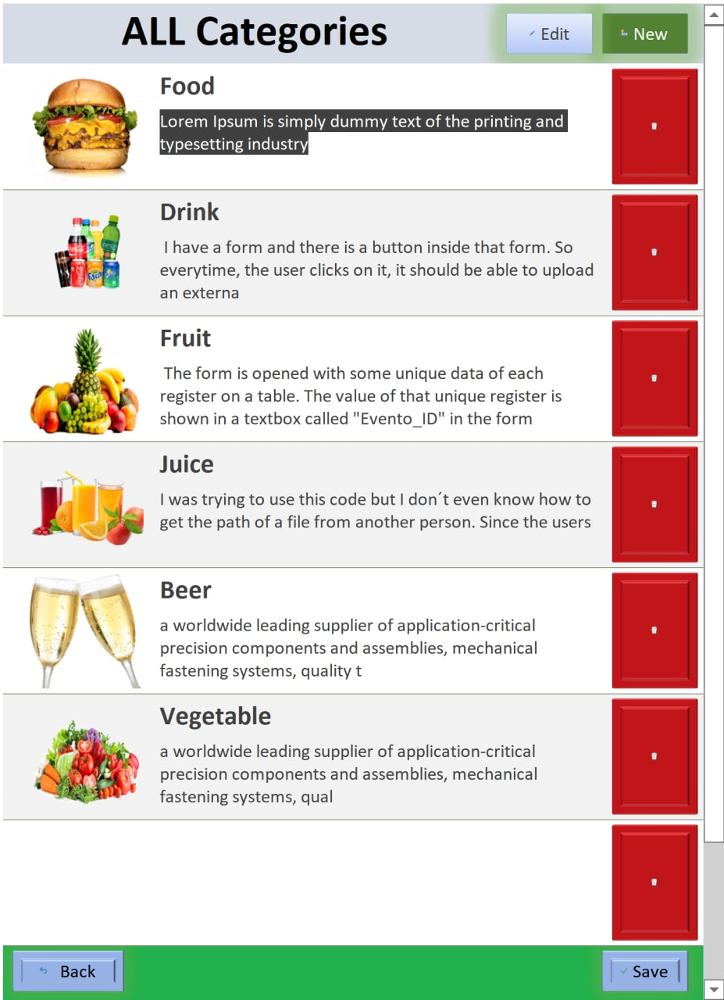 ALL Categories
Edit
New
Food
Lorem Ipsum is simply dummy text of the printing and
typesetting industry
Drink
I have a form and there is a button inside that form. So
everytime, the user clicks on it, it should be able to upload
an externa
Fruit
The form is opened with some unique data of each
register on a table. The value of that unique register is
shown in a textbox called "Evento_ID" in the form
Juice
I was trying to use this code but I don´t even know how to
get the path of a file from another person. Since the users
Beer
a worldwide leading supplier of application-critical
precision components and assemblies, mechanical
fastening systems, quality t
Vegetable
a worldwide leading supplier of application-critical
precision components and assemblies, mechanical
fastening systems, qual
Back
Save